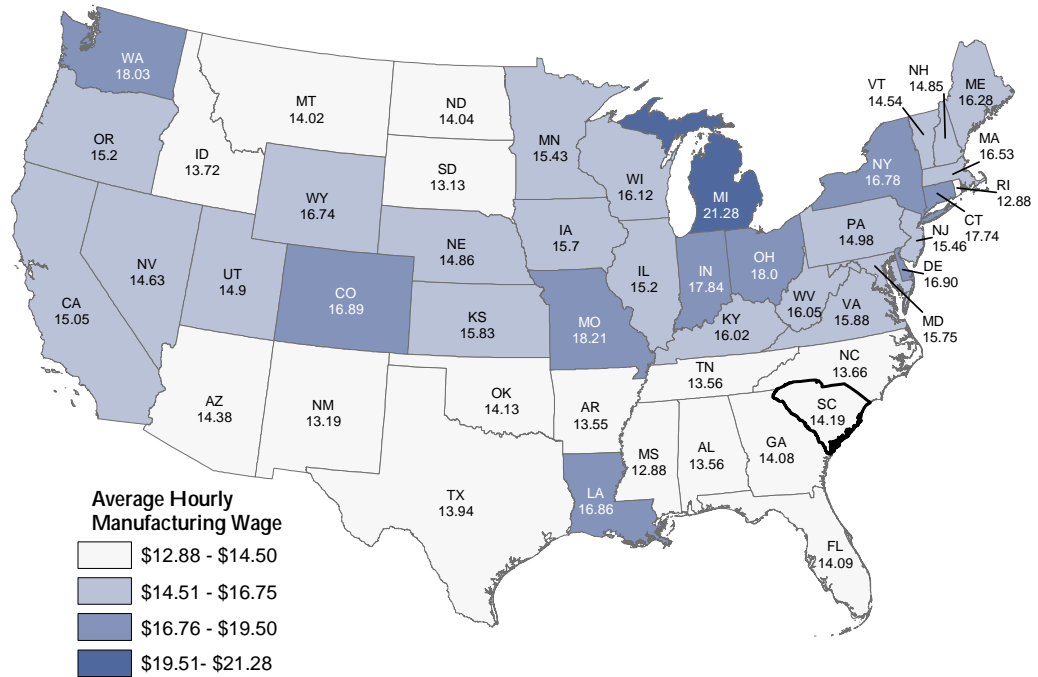 WA
18.03
OR
15.2
ID
13.72
MT
14.02
ND
14.04
SD
13.13
WY
16.74
MN
15.43
WI
16.12
MI
21.28
VT
14.54
NH
14.85
ME
16.28
MA
16.53
RI
12.88
CT
17.74
NY
16.78
NJ
15.46
PA
14.98
DE
16.90
MD
15.75
CA
15.05
NV
14.63
UT
14.9
CO
16.89
NE
14.86
KS
15.83
IA
15.7
MO
18.21
IL
15.2
IN
17.84
OH
18.0
WV
16.05
VA
15.88
KY
16.02
TN
13.56
NC
13.66
SC
14.19
AZ
14.38
NM
13.19
OK
14.13
AR
13.55
MS
12.88
AL
13.56
GA
14.08
TX
13.94
LA
16.86
FL
14.09
Average Hourly
Manufacturing Wage
$12.88 - $14.50
$14.51 - $16.75
$16.76 - $19.50
$19.51- $21.28